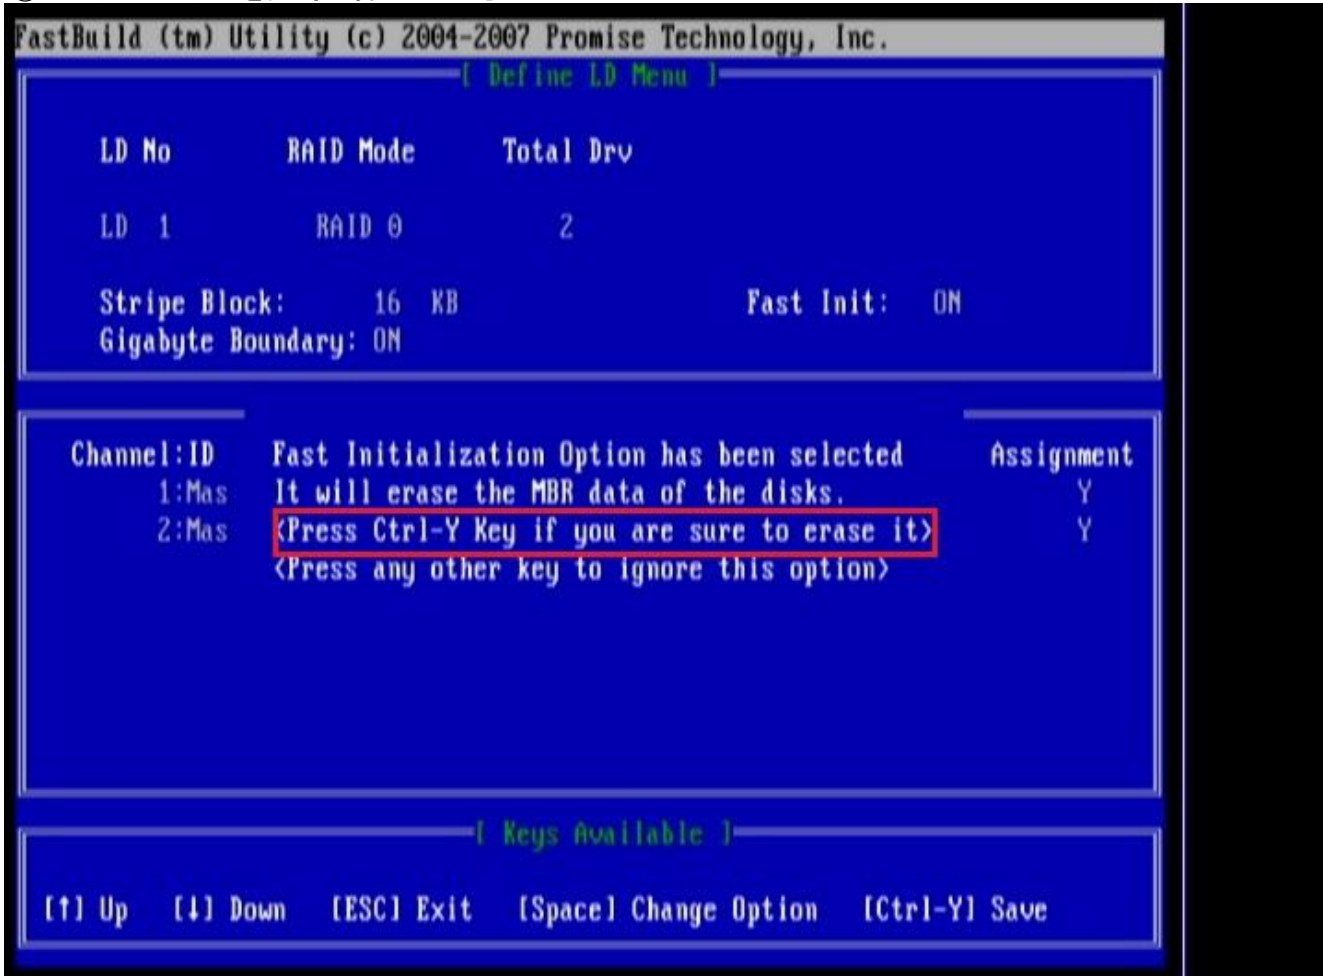 FastBuild (tm) Utility (c) 2004-2007 Promise Technology, Inc.
[ Define LD Menu ]
LD No RAID Mode Total Drv
LD 1 RAID 0 2
Stripe Block: 16 KB Fast Init: ON
Gigabyte Boundary: ON
Channel:ID Fast Initialization Option has been selected Assignment
1:Mas It will erase the MBR data of the disks. Y
2:Mas <Press Ctrl-Y Key if you are sure to erase it> Y
<Press any other key to ignore this option>
[ Keys Available ]
[↑] Up [↓] Down [ESC] Exit [Space] Change Option [Ctrl-Y] Save